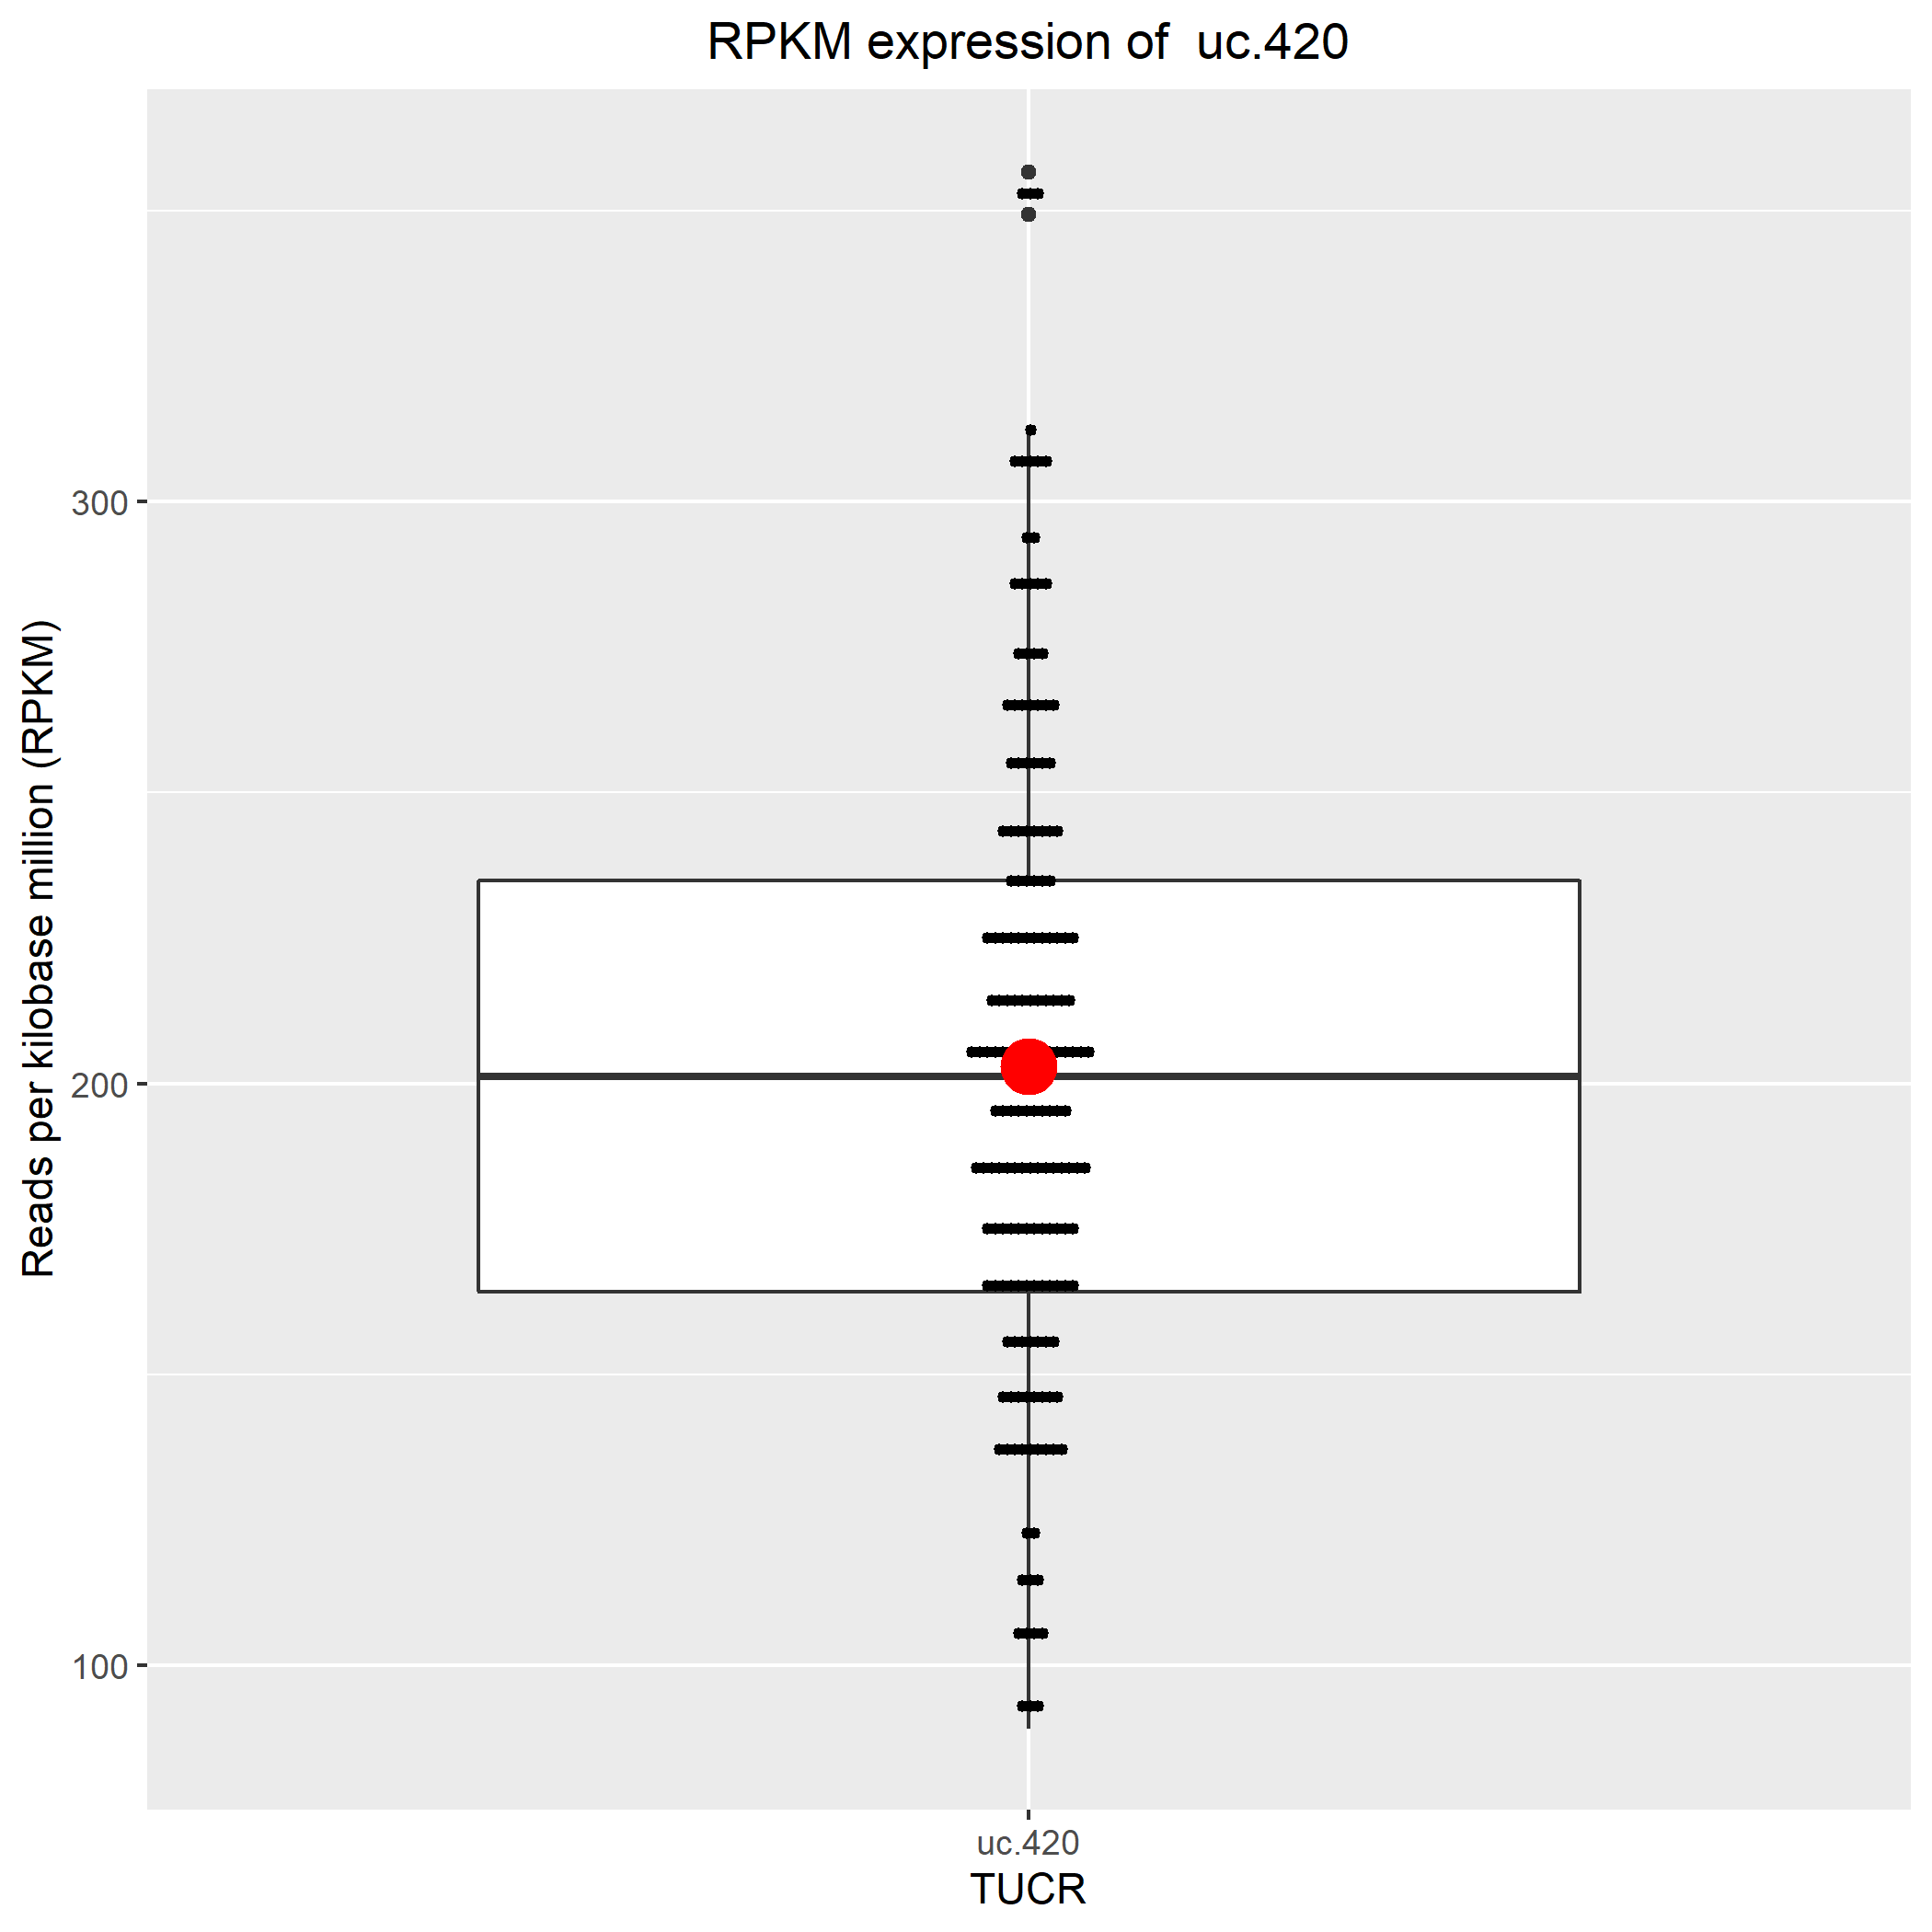 RPKM expression of  uc.420
Reads per kilobase million (RPKM)
300
200
100
uc.420
TUCR